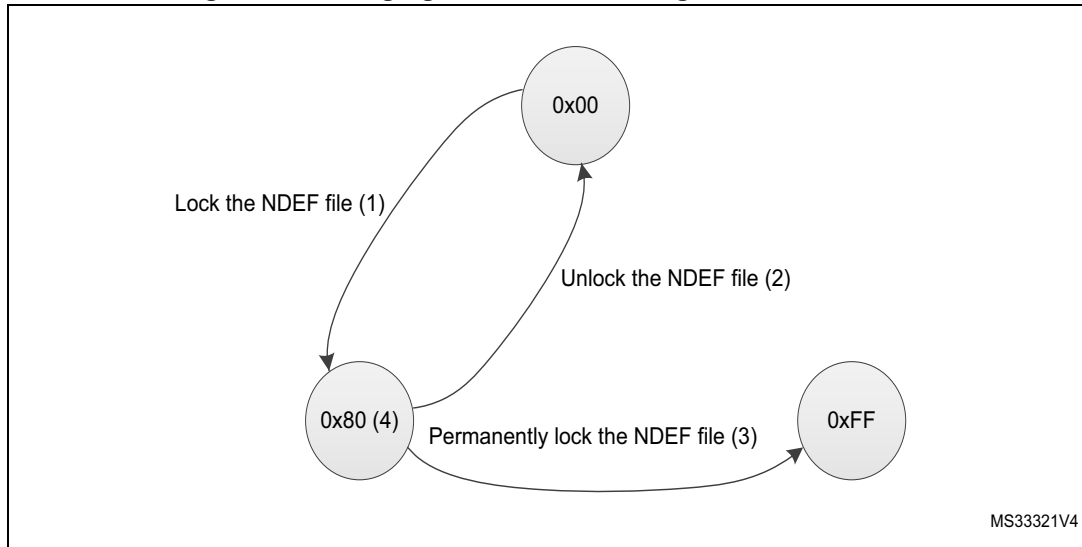 0x00
Lock the NDEF file (1)
Unlock the NDEF file (2)
0x80 (4)
Permanently lock the NDEF file (3)
0xFF
MS33321V4